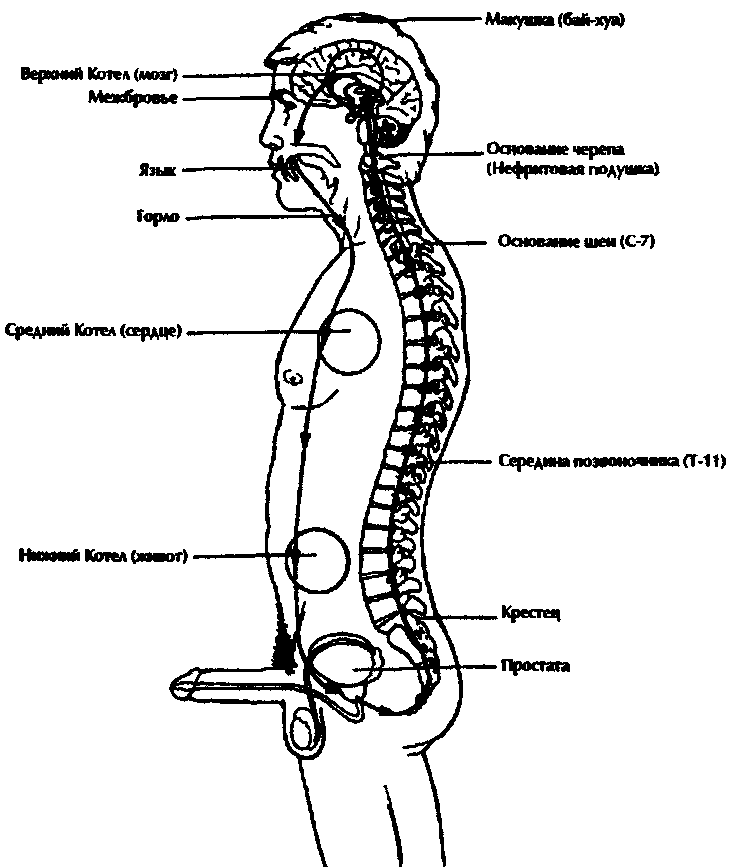 Макушка (бай-хуа)
Верхний Котел (мозг)
Межбровье
Основание черепа
(Нефритовая подушка)
Язык
Горло
Основание шеи (С-7)
Средний Котел (сердце)
Середина позвоночника (Т-11)
Нижний Котел (живот)
Крестец
Простата